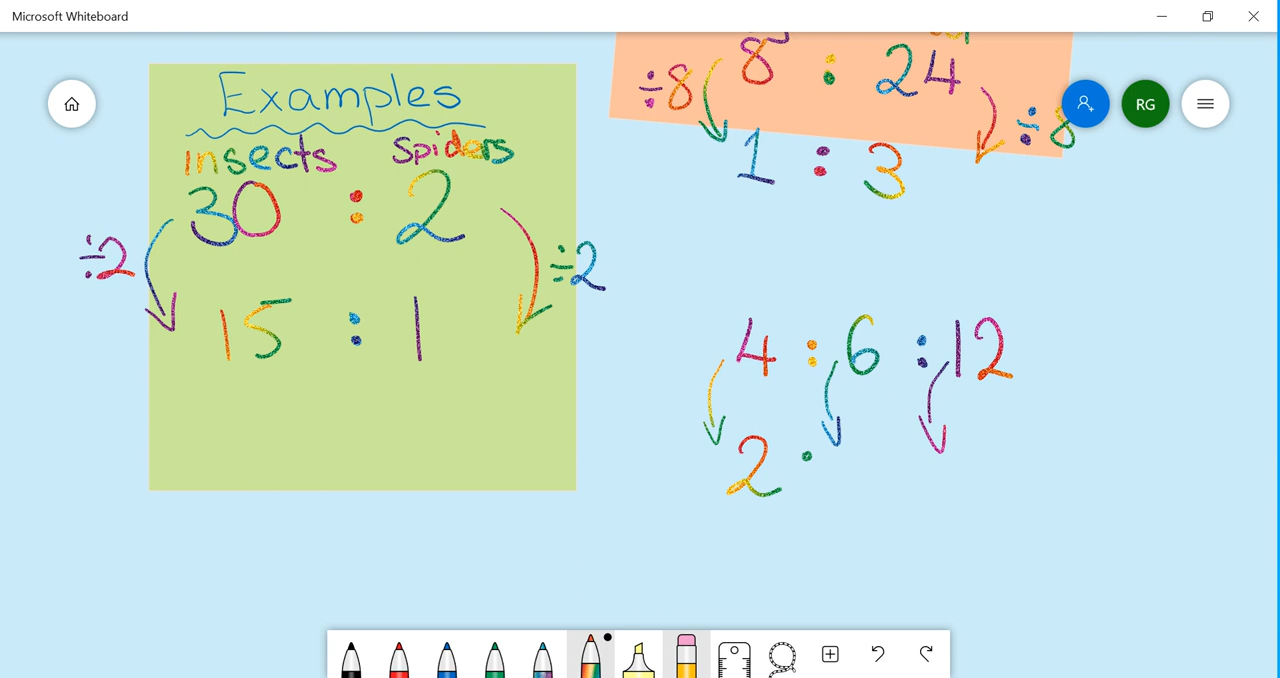 Microsoft Whiteboard
Examples
insects spiders
30 : 2
÷2 ÷2
15 : 1
8 : 24
÷8 ÷8
1 : 3
RG
4 : 6 : 12
2 ·